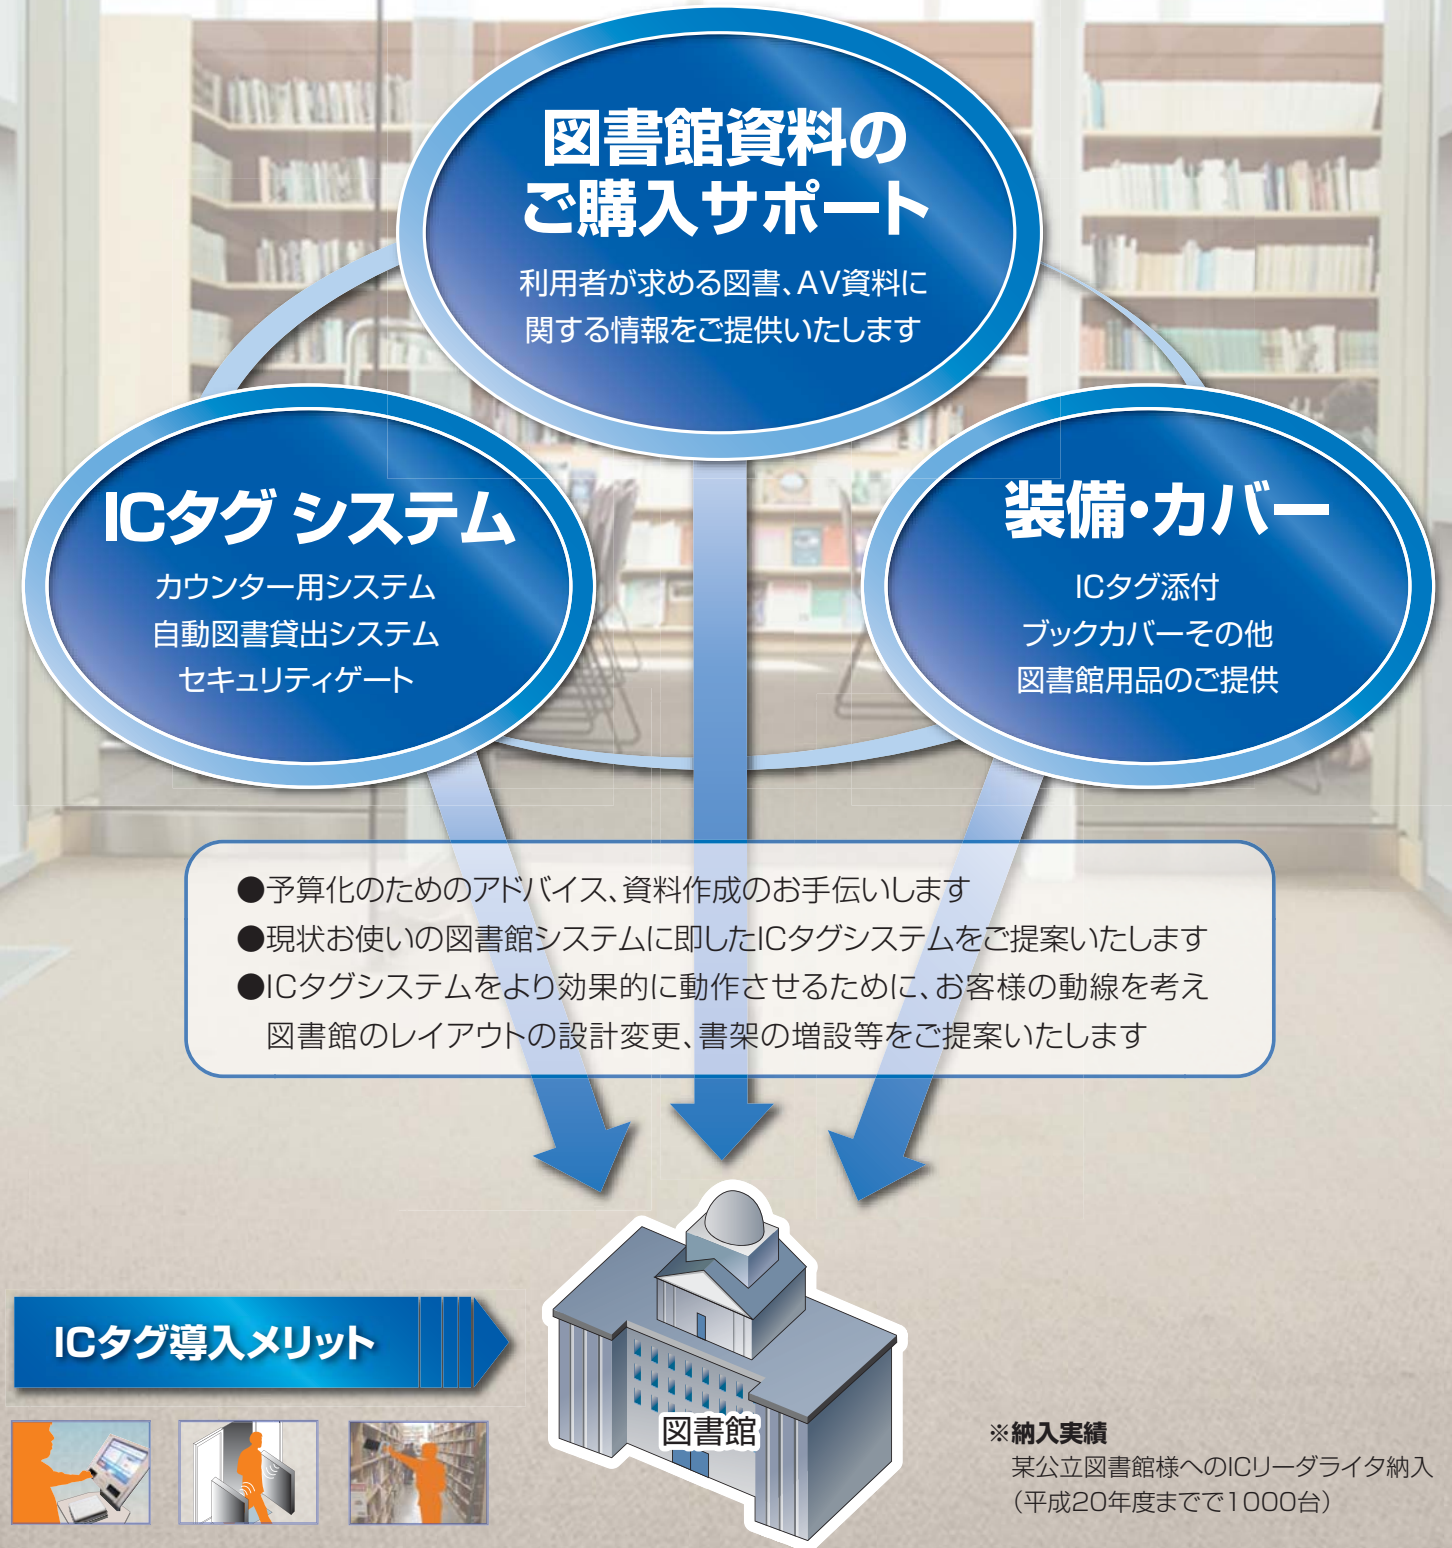 図書館資料の
ご購入サポート
利用者が求める図書、AV資料に
関する情報をご提供いたします
ICタグ システム
カウンター用システム
自動図書貸出システム
セキュリティゲート
装備・カバー
ICタグ添付
ブックカバーその他
図書館用品のご提供
●予算化のためのアドバイス、資料作成のお手伝いします
●現状お使いの図書館システムに即したICタグシステムをご提案いたします
●ICタグシステムをより効果的に動作させるために、お客様の動線を考え
図書館のレイアウトの設計変更、書架の増設等をご提案いたします
ICタグ導入メリット
図書館
※納入実績
某公立図書館様へのICリーダライタ納入
(平成20年度までで1000台)